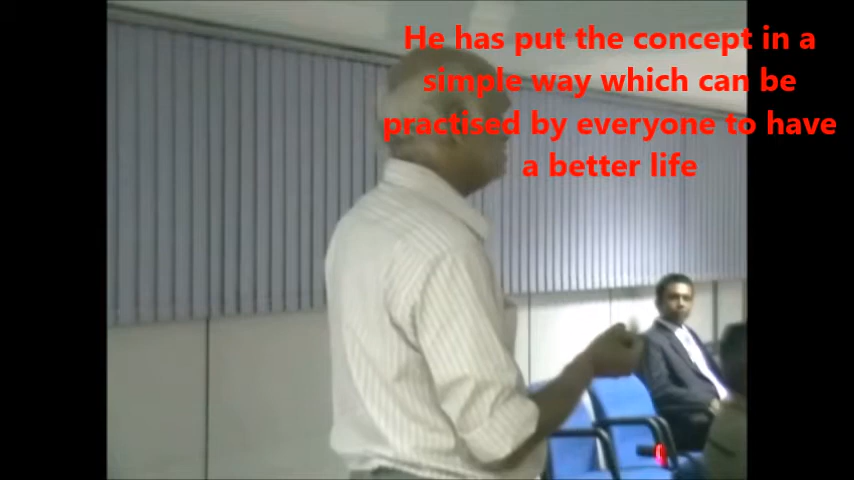 He has put the concept in a
simple way which can be
practised by everyone to have
a better life